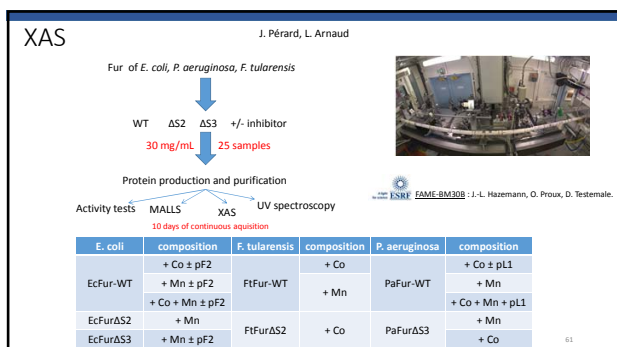 XAS
J. Pérard, L. Arnaud
Fur of E. coli, P. aeruginosa, F. tularensis
WT ΔS2 ΔS3 +/- inhibitor
30 mg/mL 25 samples
Protein production and purification
Activity tests MALLS XAS UV spectroscopy
10 days of continuous aquisition
ESRF FAME-BM30B : J.-L. Hazemann, O. Proux, D. Testemale.
E. coli composition F. tularensis composition P. aeruginosa composition
EcFur-WT + Co ± pF2 FtFur-WT + Co PaFur-WT + Co ± pL1
+ Mn ± pF2 + Mn + Mn
+ Co + Mn ± pF2 + Co + Mn + pL1
EcFurΔS2 + Mn FtFurΔS2 + Co PaFurΔS3 + Mn
EcFurΔS3 + Mn ± pF2 + Co
61